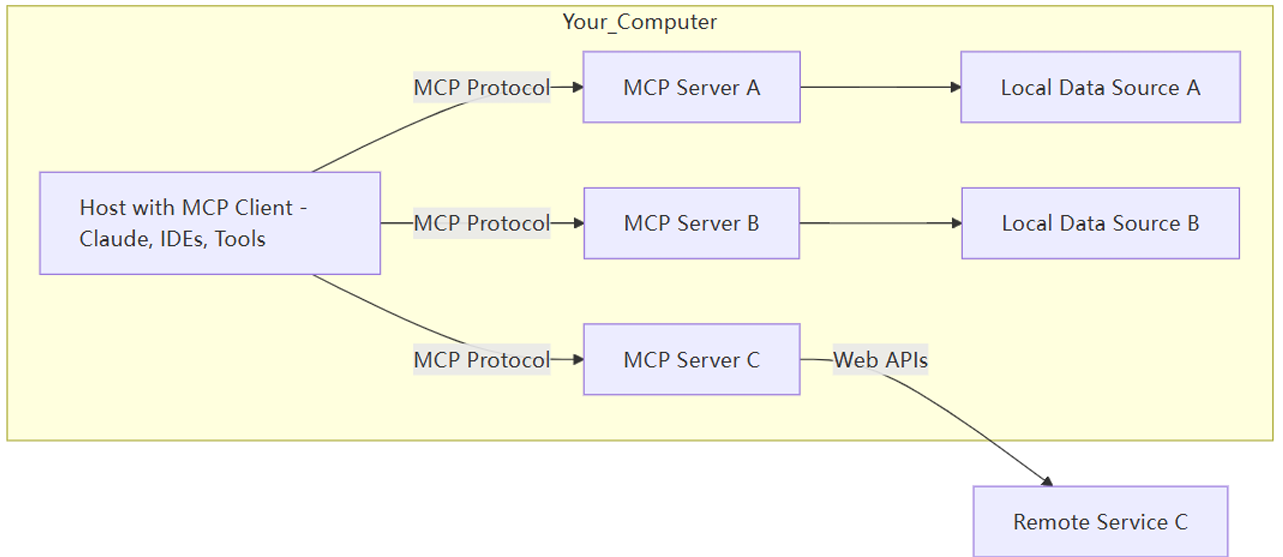 Your_Computer
MCP Protocol
MCP Server A
Local Data Source A
Host with MCP Client -
Claude, IDEs, Tools
MCP Protocol
MCP Server B
Local Data Source B
MCP Protocol
MCP Server C
Web APIs
Remote Service C